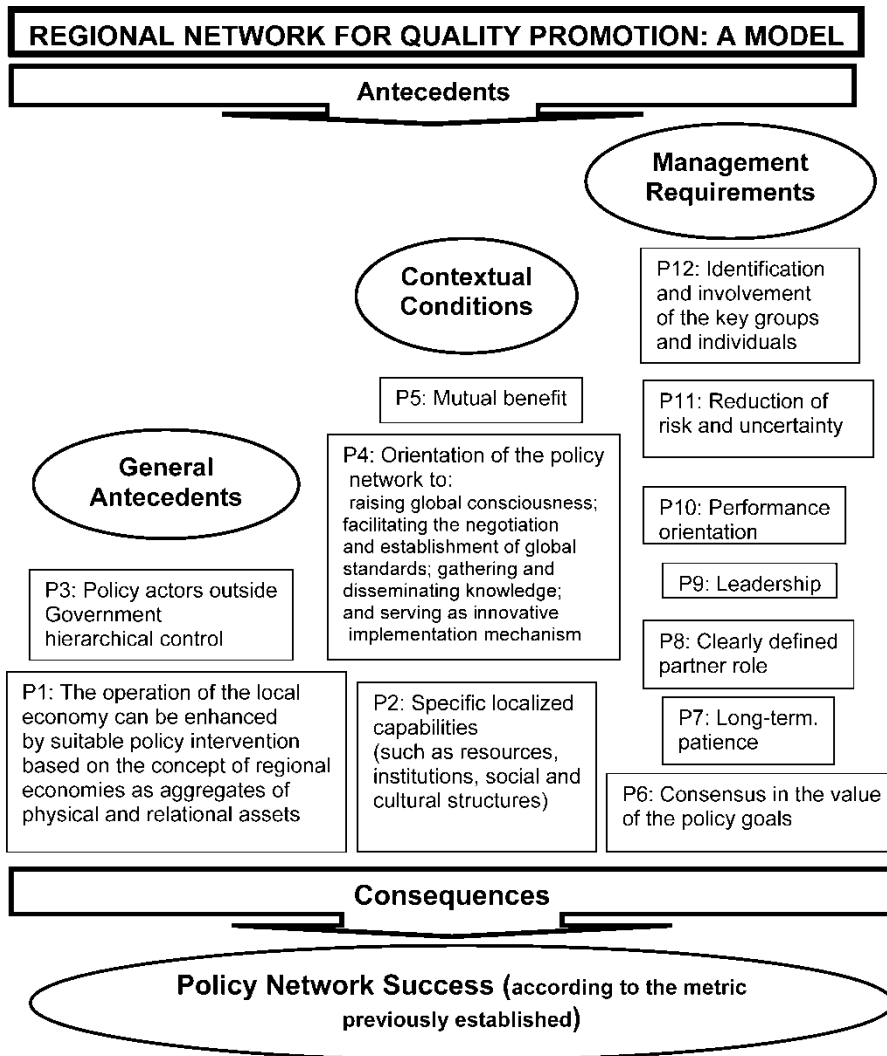 REGIONAL NETWORK FOR QUALITY PROMOTION: A MODEL
Antecedents
Management
Requirements
P12: Identification
and involvement
of the key groups
and individuals
P11: Reduction of
risk and uncertainty
P10: Performance
orientation
P9: Leadership
P8: Clearly defined
partner role
P7: Long-term.
patience
P6: Consensus in the value
of the policy goals
Contextual
Conditions
P5: Mutual benefit
P4: Orientation of the policy
network to:
raising global consciousness;
facilitating the negotiation
and establishment of global
standards; gathering and
disseminating knowledge;
and serving as innovative
implementation mechanism
P2: Specific localized
capabilities
(such as resources,
institutions, social and
cultural structures)
General
Antecedents
P3: Policy actors outside
Government
hierarchical control
P1: The operation of the local
economy can be enhanced
by suitable policy intervention
based on the concept of regional
economies as aggregates of
physical and relational assets
Consequences
Policy Network Success (according to the metric
previously established)